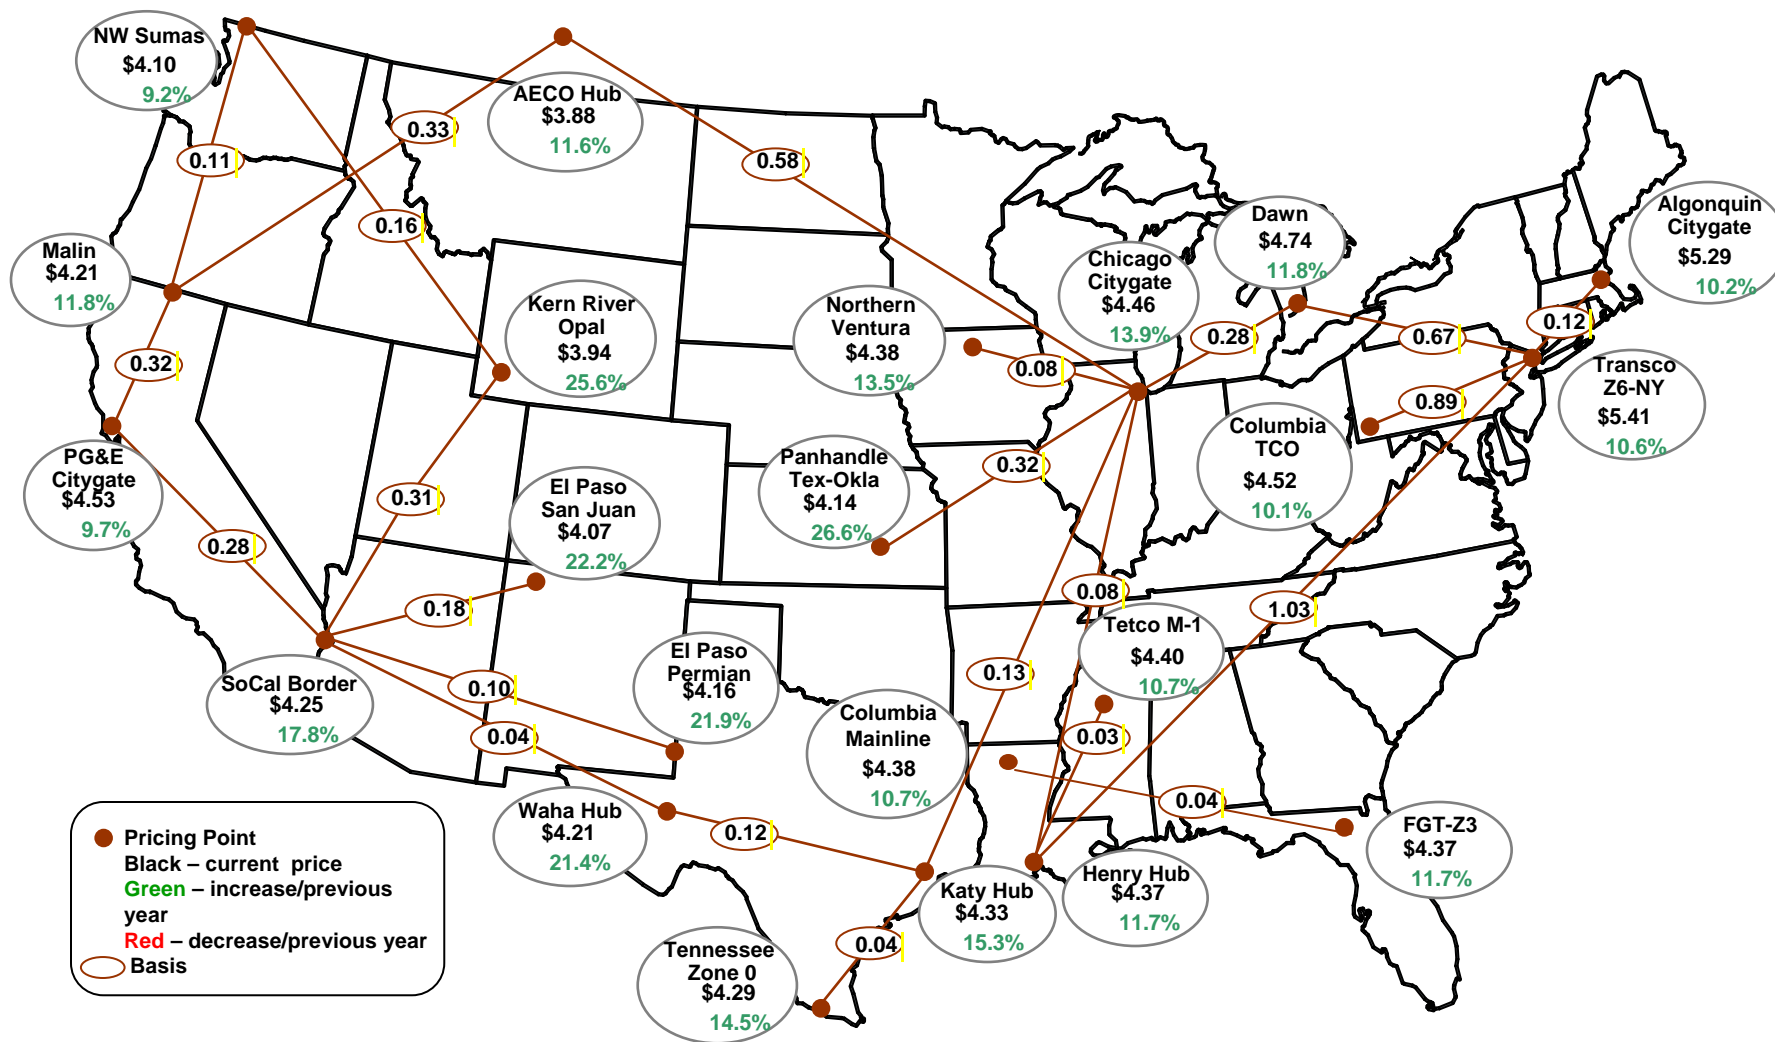 NW Sumas
$4.10
9.2%
AECO Hub
$3.88
11.6%
0.33
0.11
0.58
0.16
Malin
$4.21
11.8%
Kern River
Opal
$3.94
25.6%
Northern
Ventura
$4.38
13.5%
Chicago
Citygate
$4.46
13.9%
Dawn
$4.74
11.8%
Algonquin
Citygate
$5.29
10.2%
0.32
0.08
0.28
0.67
0.12
0.89
Transco
Z6-NY
$5.41
10.6%
PG&E
Citygate
$4.53
9.7%
0.28
0.31
El Paso
San Juan
$4.07
22.2%
Panhandle
Tex-Okla
$4.14
26.6%
0.32
Columbia
TCO
$4.52
10.1%
0.18
0.08
1.03
SoCal Border
$4.25
17.8%
0.10
0.04
El Paso
Permian
$4.16
21.9%
0.13
Tetco M-1
$4.40
10.7%
Columbia
Mainline
$4.38
10.7%
0.03
0.04
Waha Hub
$4.21
21.4%
0.12
Katy Hub
$4.33
15.3%
Henry Hub
$4.37
11.7%
FGT-Z3
$4.37
11.7%
0.04
Tennessee
Zone 0
$4.29
14.5%
Pricing Point
Black – current price
Green – increase/previous
year
Red – decrease/previous year
Basis